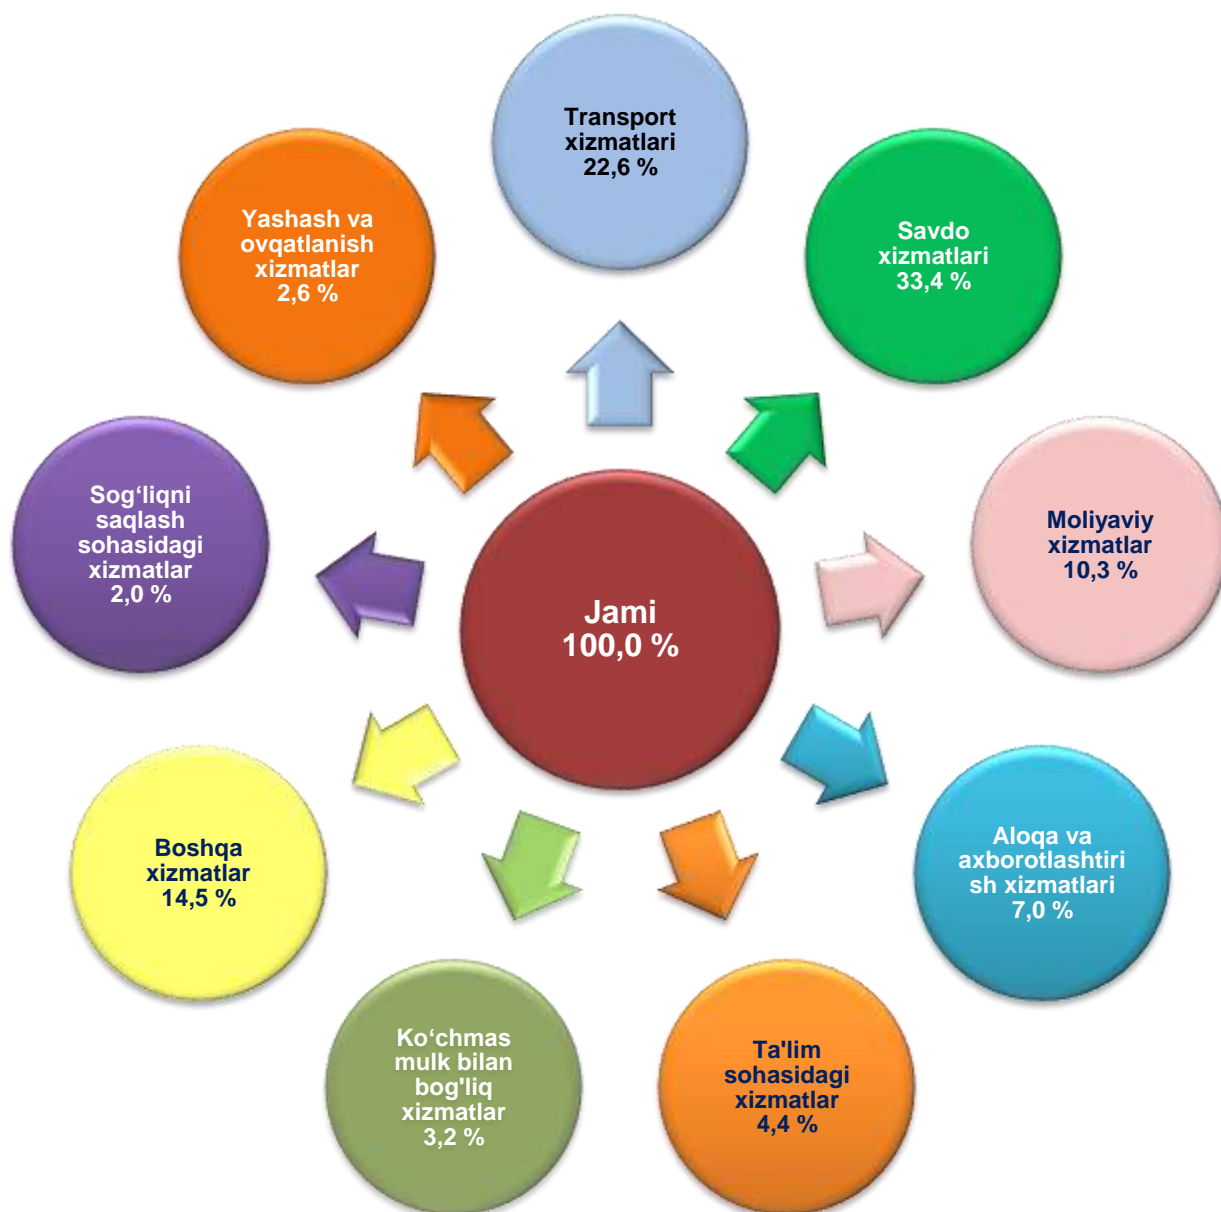 Transport
xizmatlari
22,6 %
Savdo
xizmatlari
33,4 %
Moliyaviy
xizmatlar
10,3 %
Aloqa va
axborotlashtiri
sh xizmatlari
7,0 %
Ta'lim
sohasidagi
xizmatlar
4,4 %
Ko‘chmas
mulk bilan
bog'liq
xizmatlar
3,2 %
Boshqa
xizmatlar
14,5 %
Sog‘liqni
saqlash
sohasidagi
xizmatlar
2,0 %
Yashash va
ovqatlanish
xizmatlar
2,6 %
Jami
100,0 %